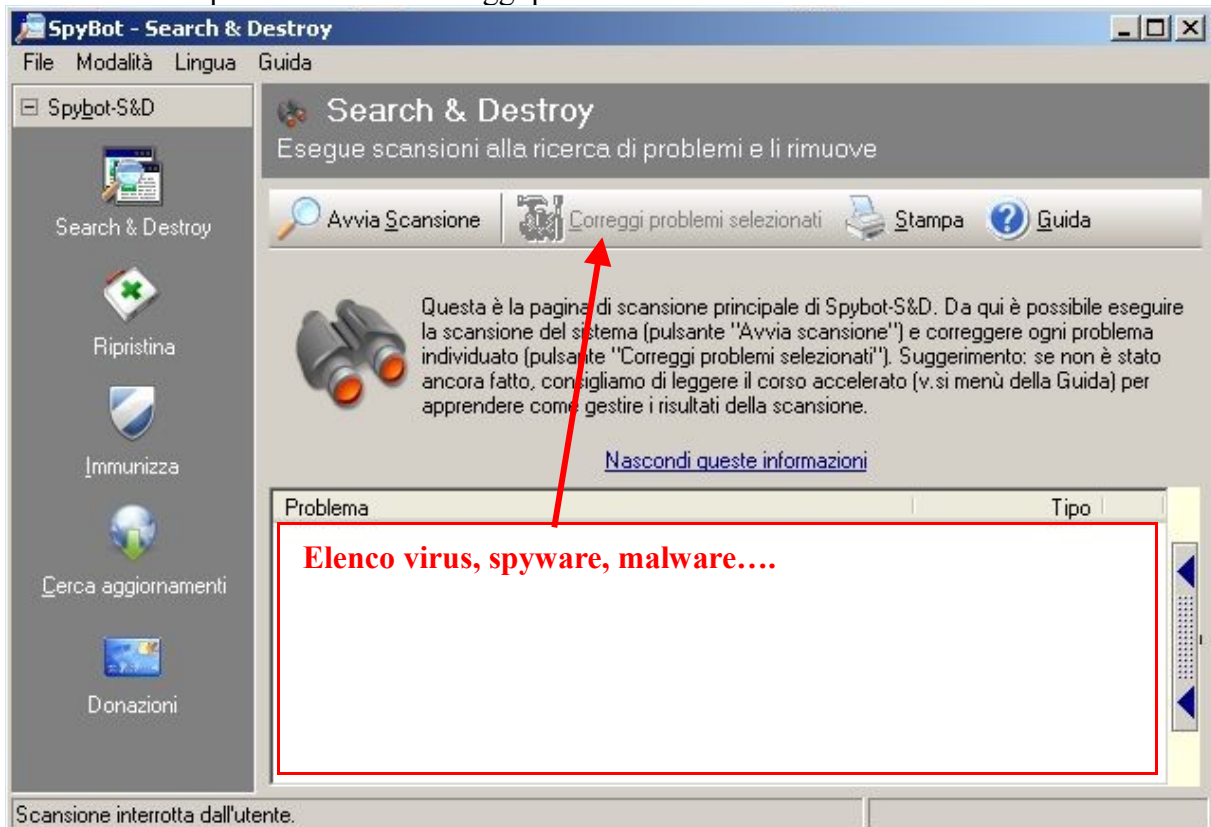 SpyBot - Search & Destroy
File Modalità Lingua Guida
Spybot-S&D
Search & Destroy
Ripristina
Immunizza
Cerca aggiornamenti
Donazioni
Search & Destroy
Esegue scansioni alla ricerca di problemi e li rimuove
Avvia Scansione Correggi problemi selezionati Stampa Guida
Questa è la pagina di scansione principale di Spybot-S&D. Da qui è possibile eseguire
la scansione del sistema (pulsante "Avvia scansione") e correggere ogni problema
individuato (pulsante "Correggi problemi selezionati"). Suggerimento: se non è stato
ancora fatto, consigliamo di leggere il corso accelerato (v.si menù della Guida) per
apprendere come gestire i risultati della scansione.
Nascondi queste informazioni
Problema Tipo
Elenco virus, spyware, malware….
Scansione interrotta dall'utente.